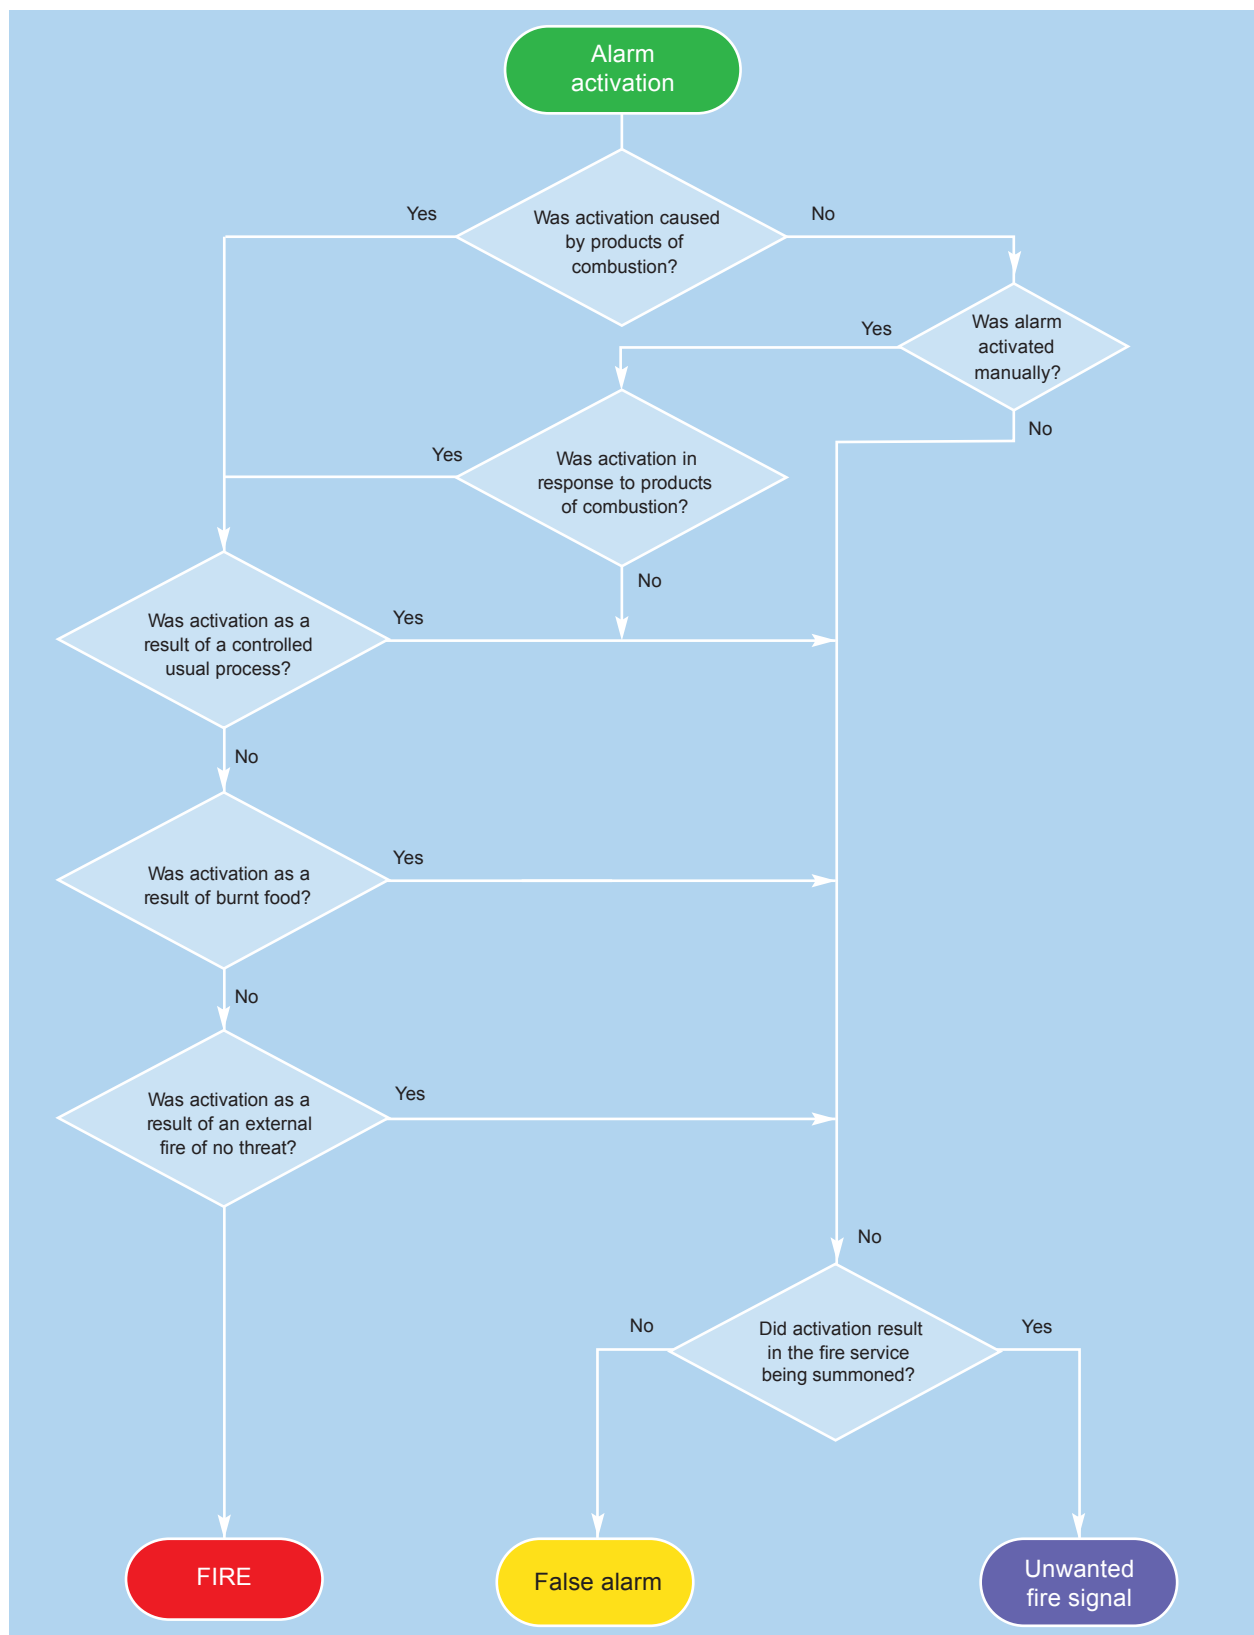 Alarm
activation
Yes
Was activation caused
by products of
combustion?
No
Yes
Was alarm
activated
manually?
No
Yes
Was activation in
response to products
of combustion?
No
Was activation as a
result of a controlled
usual process?
Yes
No
Was activation as a
result of burnt food?
Yes
No
Was activation as a
result of an external
fire of no threat?
Yes
No
No
Did activation result
in the fire service
being summoned?
Yes
FIRE
False alarm
Unwanted
fire signal